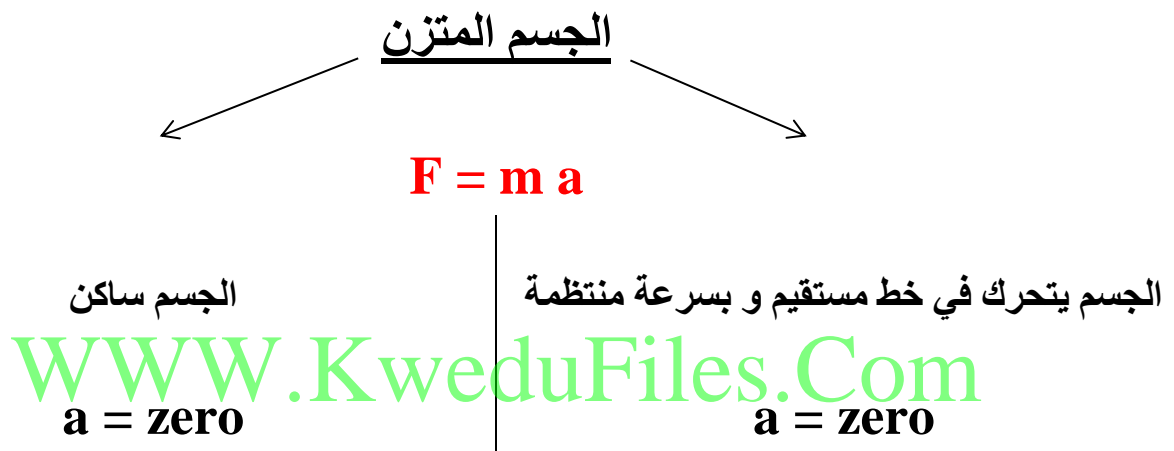 الجسم المتزن
F = m a
الجسم يتحرك في خط مستقيم و بسرعة منتظمة
الجسم ساكن
WWW.KweduFiles.Com
a = zero
a = zero